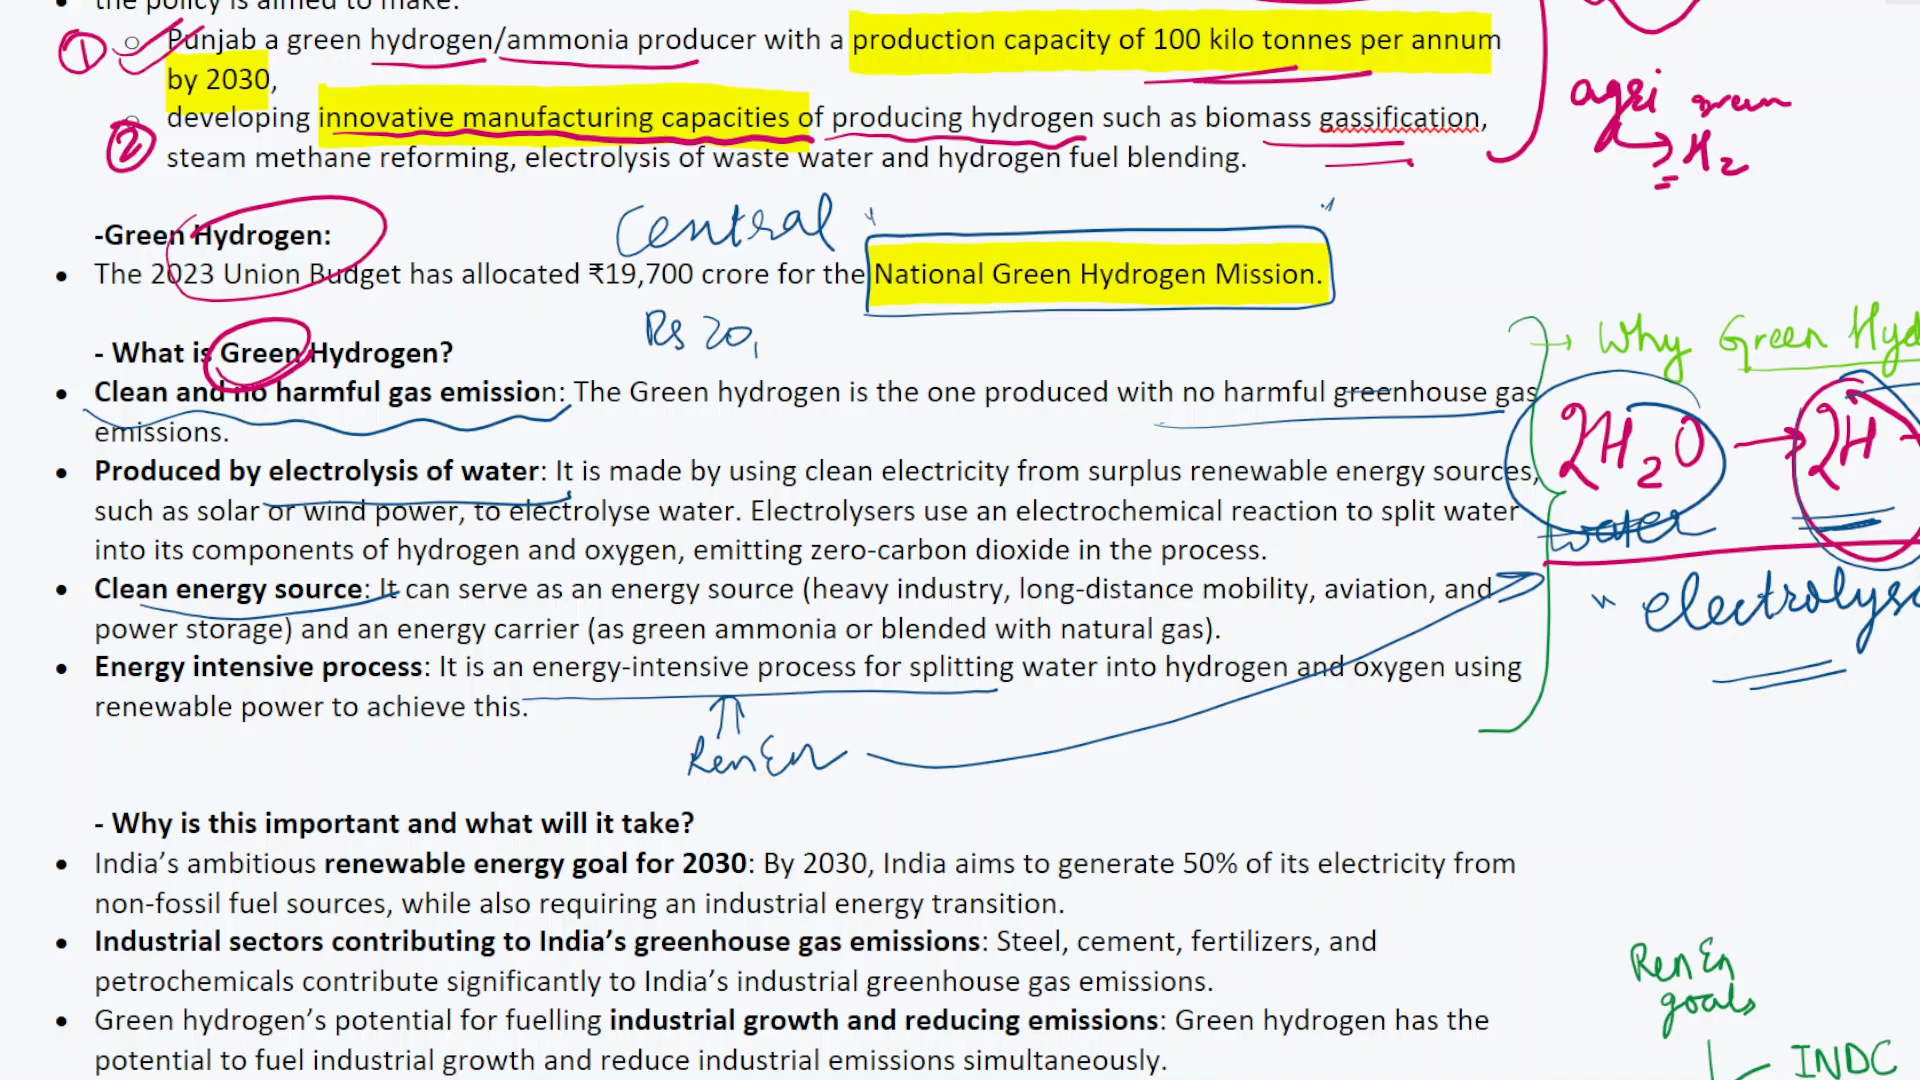 the policy is aimed to make:
① Punjab a green hydrogen/ammonia producer with a production capacity of 100 kilo tonnes per annum
by 2030,
② developing innovative manufacturing capacities of producing hydrogen such as biomass gassification,
steam methane reforming, electrolysis of waste water and hydrogen fuel blending.
agri green
→ H2
-Green Hydrogen:
Central
• The 2023 Union Budget has allocated ₹19,700 crore for the National Green Hydrogen Mission.
Rs 20,
→ Why Green Hyd
- What is Green Hydrogen?
• Clean and no harmful gas emission: The Green hydrogen is the one produced with no harmful greenhouse gas
emissions.
2H2O → 2H
water
• Produced by electrolysis of water: It is made by using clean electricity from surplus renewable energy sources,
such as solar or wind power, to electrolyse water. Electrolysers use an electrochemical reaction to split water
into its components of hydrogen and oxygen, emitting zero-carbon dioxide in the process.
• Clean energy source: It can serve as an energy source (heavy industry, long-distance mobility, aviation, and
power storage) and an energy carrier (as green ammonia or blended with natural gas).
" electrolys
• Energy intensive process: It is an energy-intensive process for splitting water into hydrogen and oxygen using
renewable power to achieve this.
RenEn
- Why is this important and what will it take?
• India’s ambitious renewable energy goal for 2030: By 2030, India aims to generate 50% of its electricity from
non-fossil fuel sources, while also requiring an industrial energy transition.
• Industrial sectors contributing to India’s greenhouse gas emissions: Steel, cement, fertilizers, and
petrochemicals contribute significantly to India’s industrial greenhouse gas emissions.
• Green hydrogen’s potential for fuelling industrial growth and reducing emissions: Green hydrogen has the
potential to fuel industrial growth and reduce industrial emissions simultaneously.
RenEn
goals
INDC